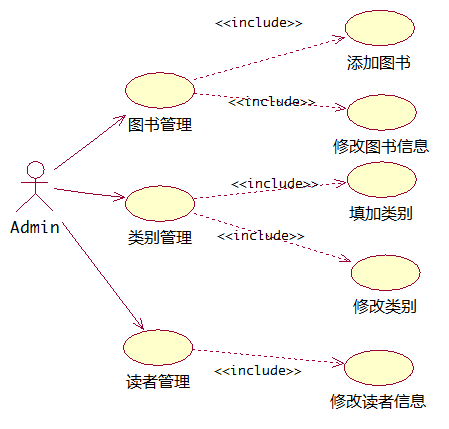 <<include>>
添加图书
图书管理
<<include>>
修改图书信息
Admin
<<include>>
填加类别
类别管理
<<include>>
修改类别
读者管理
<<include>>
修改读者信息